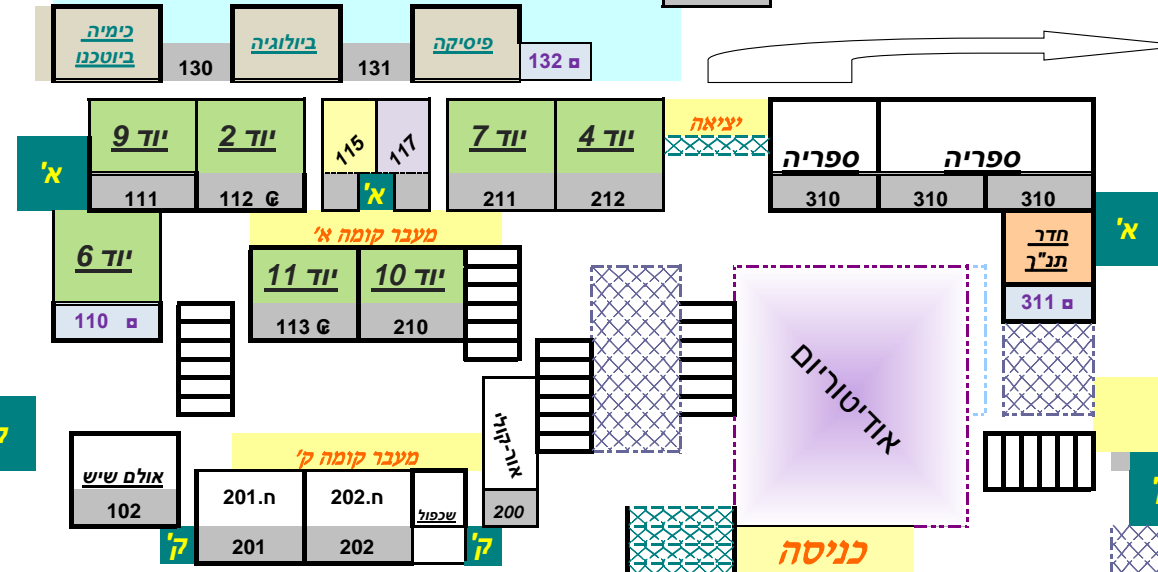 כימיה
ביוטכנו
130
ביולוגיה
131
פיסיקה
132
יוד 9
111
יוד 2
112 ₢
115
117
א'
יוד 7
211
יוד 4
212
יציאה
ספריה
310
ספריה
310
310
א'
א'
יוד 6
110
מעבר קומה א'
יוד 11
113 ₢
יוד 10
210
חדר
תנ"ך
311
אודיטוריום
אור-קולי
200
מעבר קומה ק'
אולם שיש
102
ח.201
201
ח.202
202
שכפול
ק'
ק'
כניסה